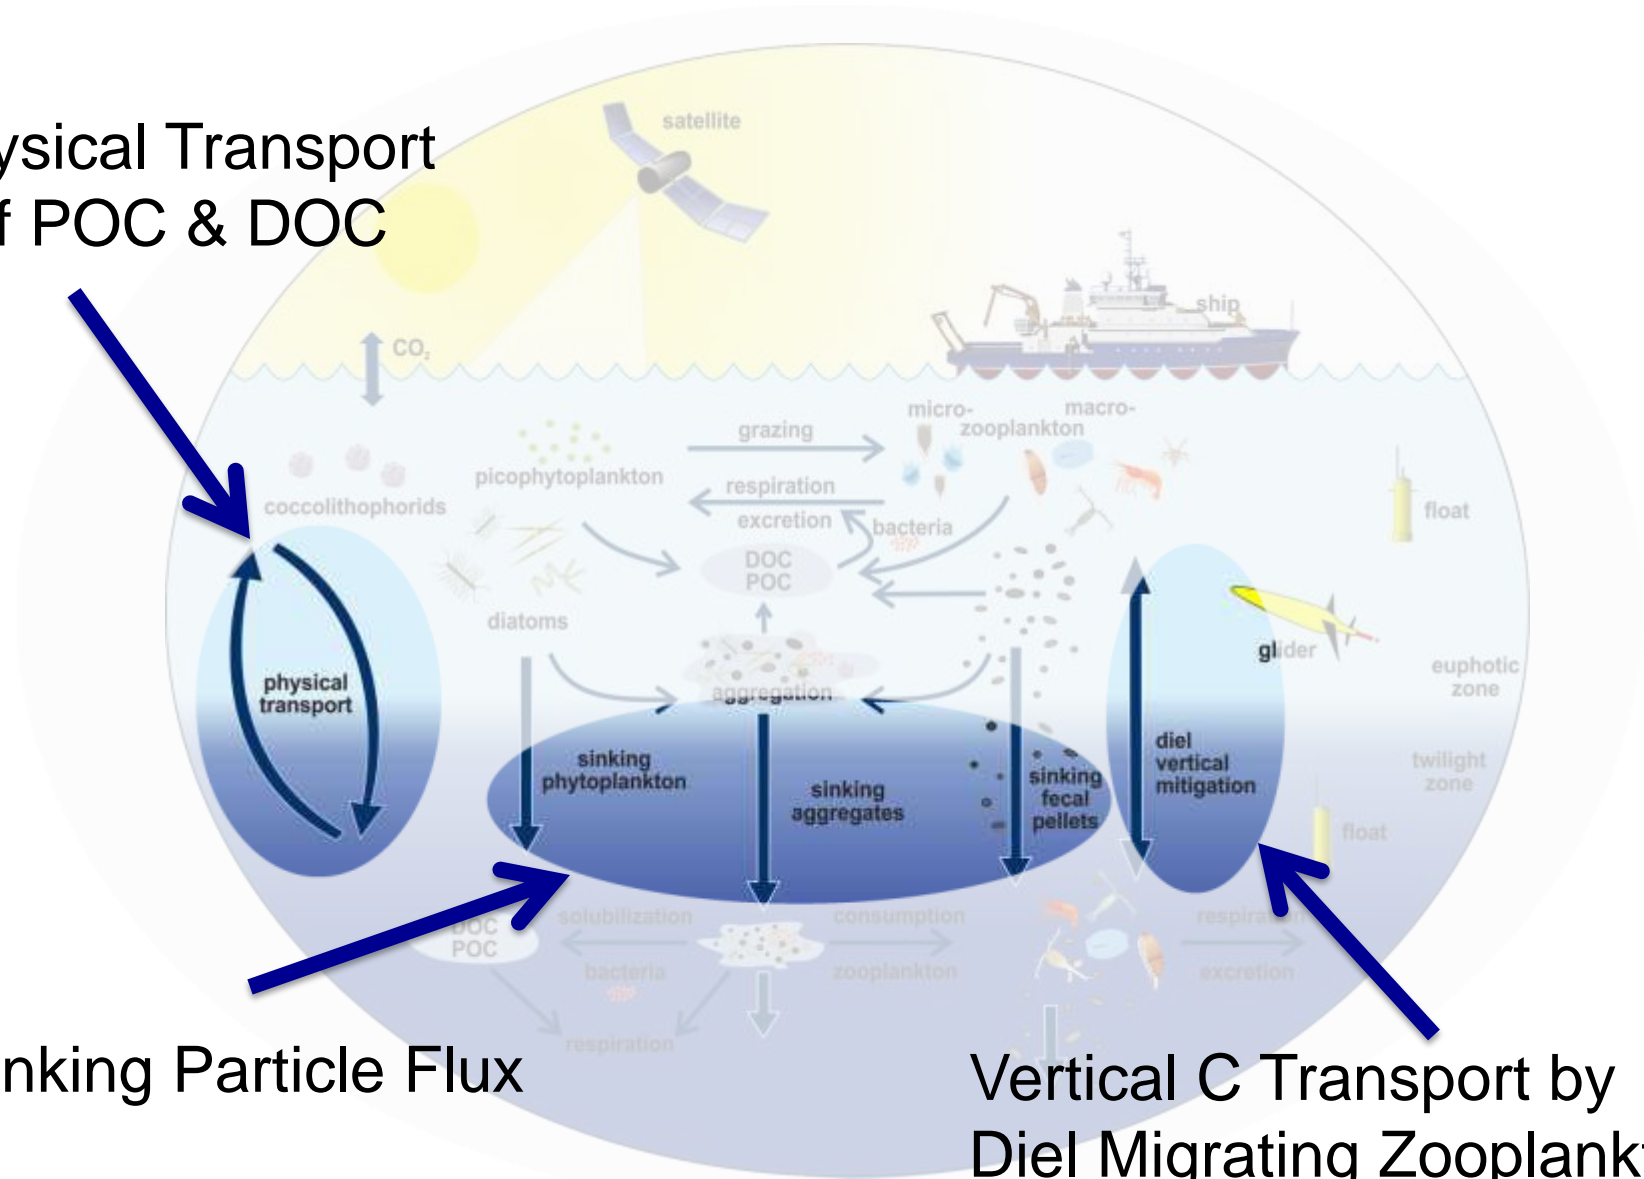 ysical Transport
f POC & DOC
satellite
ship
CO₂
micro-
macro-
zooplankton
grazing
picophytoplankton
respiration
coccolithophorids
excretion
bacteria
float
DOC
POC
diatoms
glider
euphotic
zone
aggregation
physical
transport
diel
vertical
mitigation
twilight
zone
sinking
phytoplankton
sinking
aggregates
sinking
fecal
pellets
float
solubilization
consumption
respiration
DOC
POC
bacteria
zooplankton
excretion
respiration
nking Particle Flux
Vertical C Transport by
Diel Migrating Zooplankt